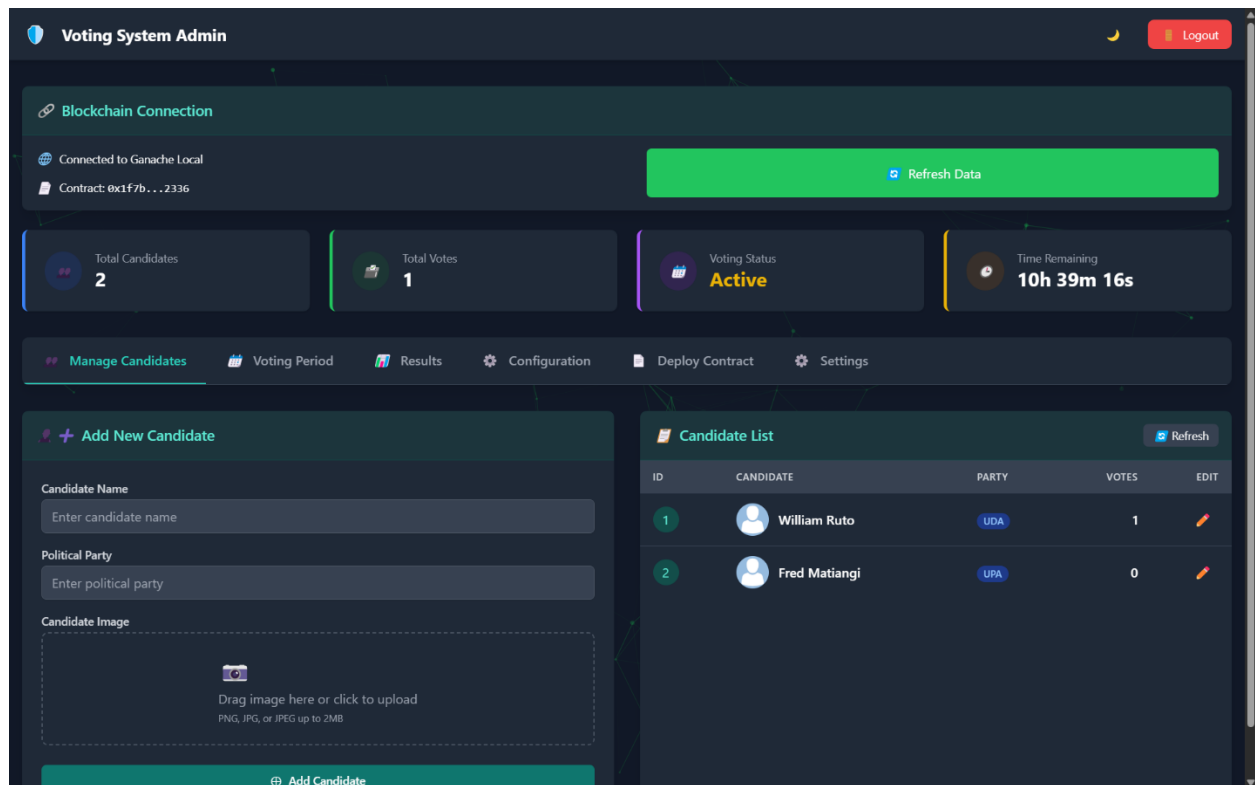 Voting System Admin
Logout
Blockchain Connection
Connected to Ganache Local
Contract: 0x1f7b...2336
Refresh Data
Total Candidates
2
Total Votes
1
Voting Status
Active
Time Remaining
10h 39m 16s
Manage Candidates Voting Period Results Configuration Deploy Contract Settings
Add New Candidate
Candidate Name
Enter candidate name
Political Party
Enter political party
Candidate Image
Drag image here or click to upload
PNG, JPG, or JPEG up to 2MB
Add Candidate
Candidate List
Refresh
ID CANDIDATE PARTY VOTES EDIT
1 William Ruto UDA 1
2 Fred Matiangi UPA 0